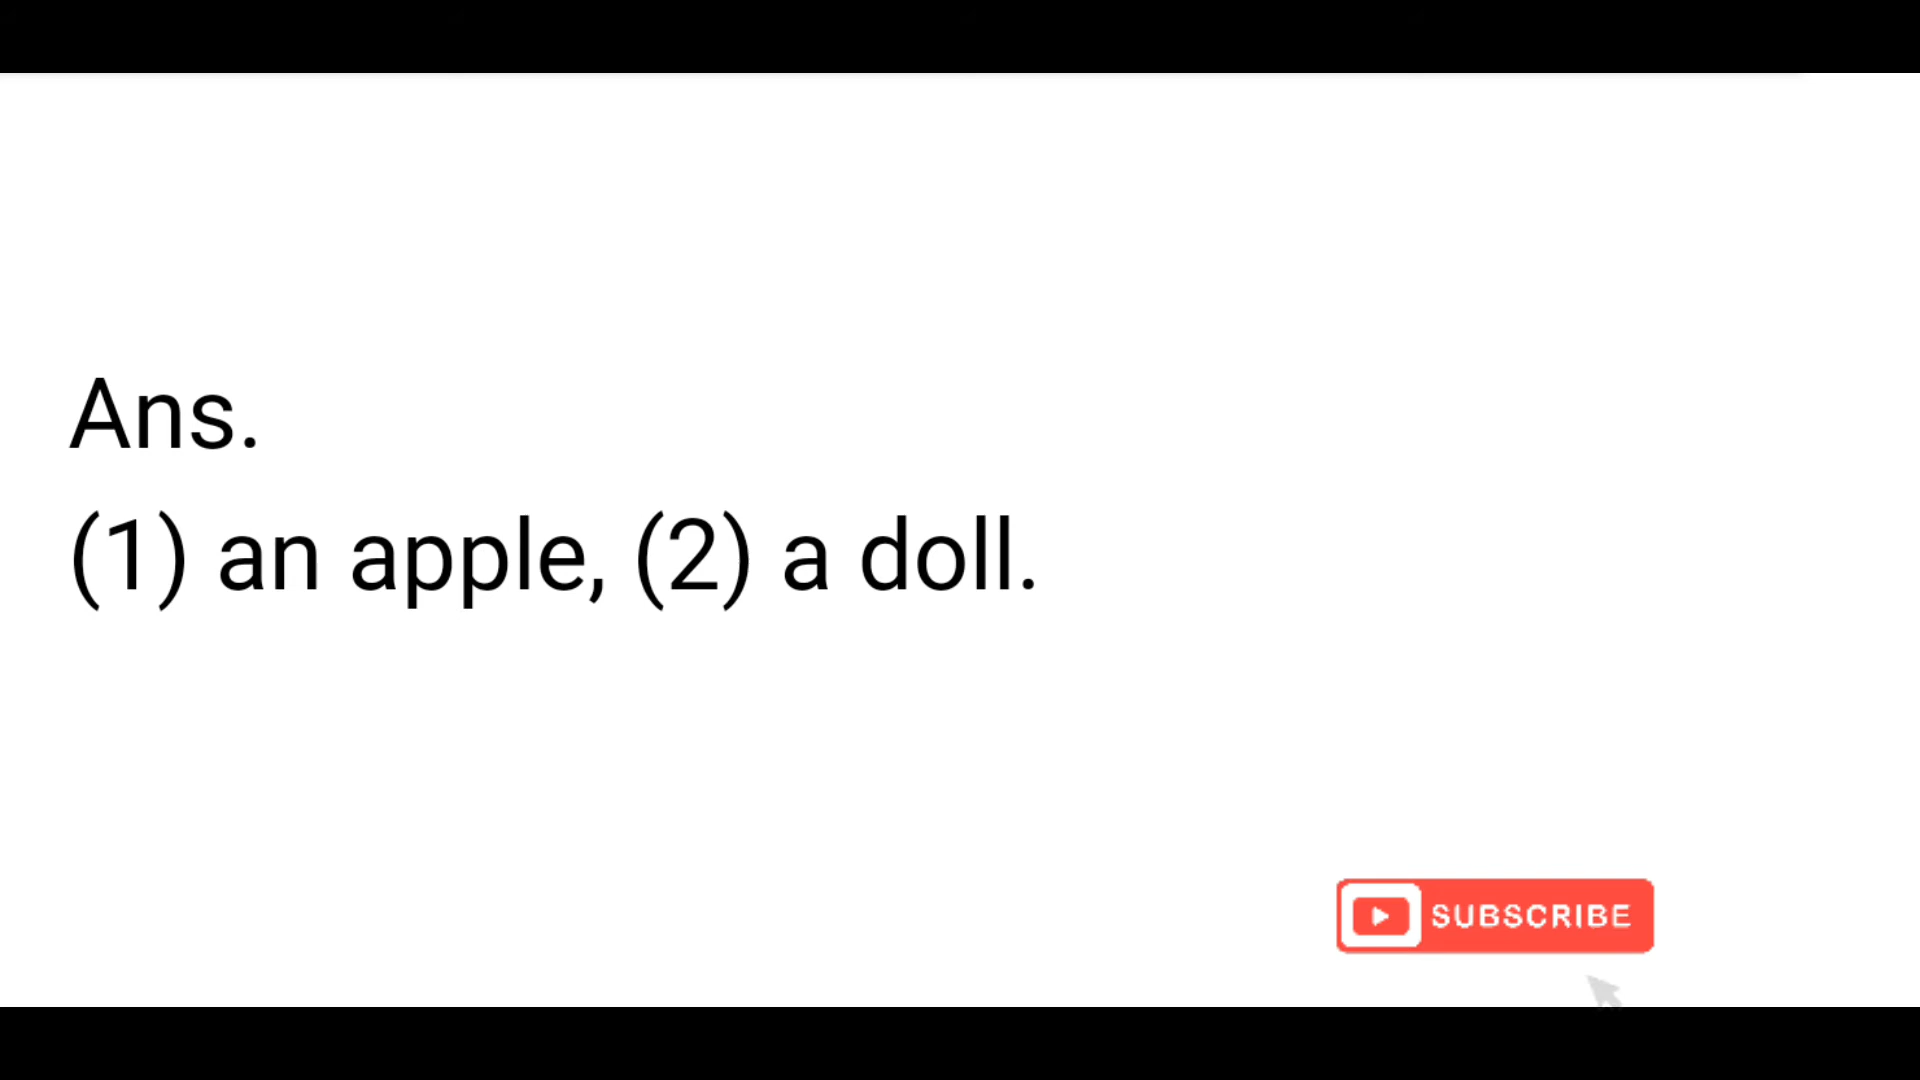 Ans.
(1) an apple, (2) a doll.
SUBSCRIBE